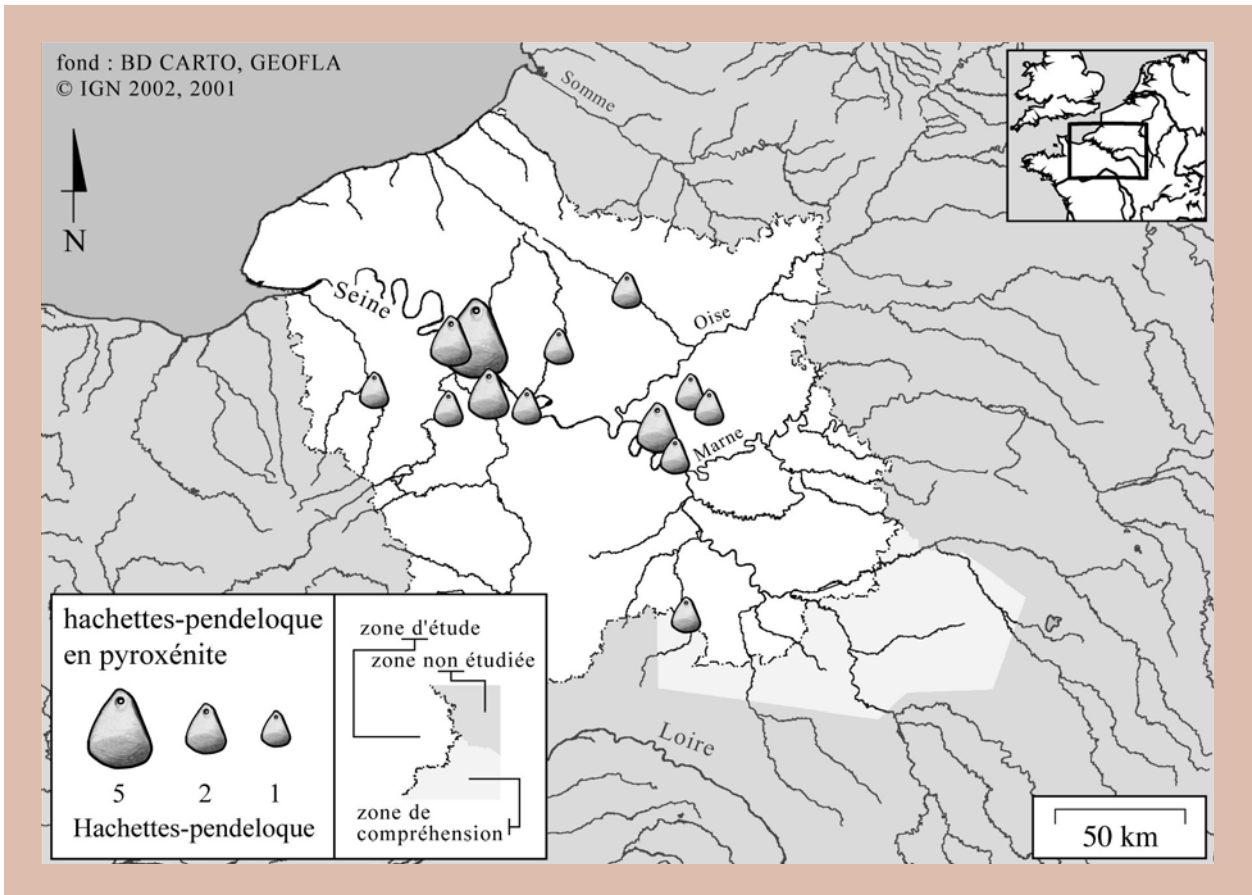 fond : BD CARTO, GEOFLA
© IGN 2002, 2001
N
Somme
Seine
Oise
Marne
Loire
hachettes-pendeloque
en pyroxénite
5 2 1
Hachettes-pendeloque
zone d'étude
zone non étudiée
zone de
compréhension
50 km